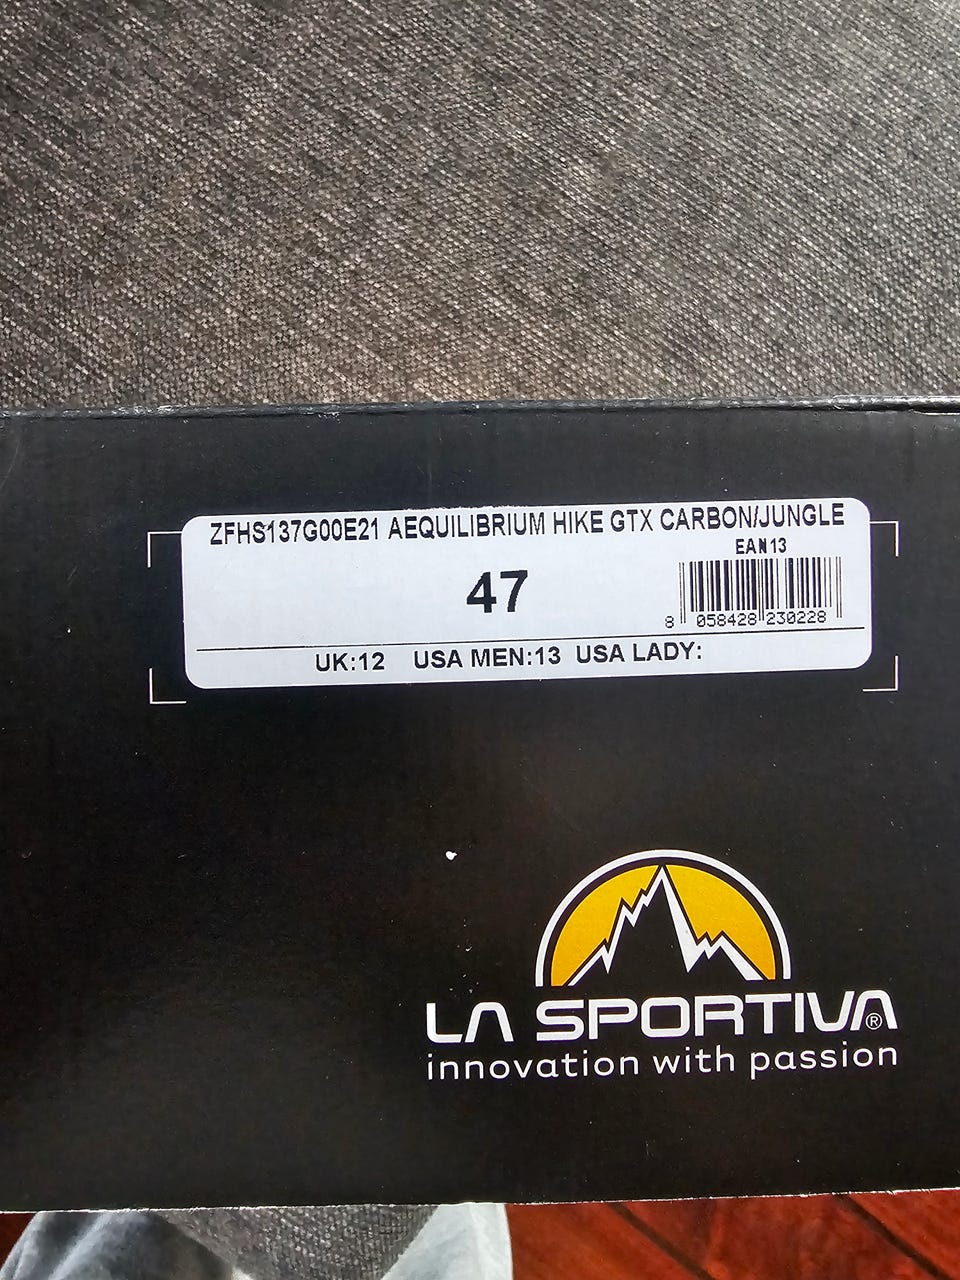 ZFHS137G00E21 AEQUILIBRIUM HIKE GTX CARBON/JUNGLE
EAN13
47
8 058428 230228
UK:12 USA MEN:13 USA LADY:
LA SPORTIVA®
innovation with passion